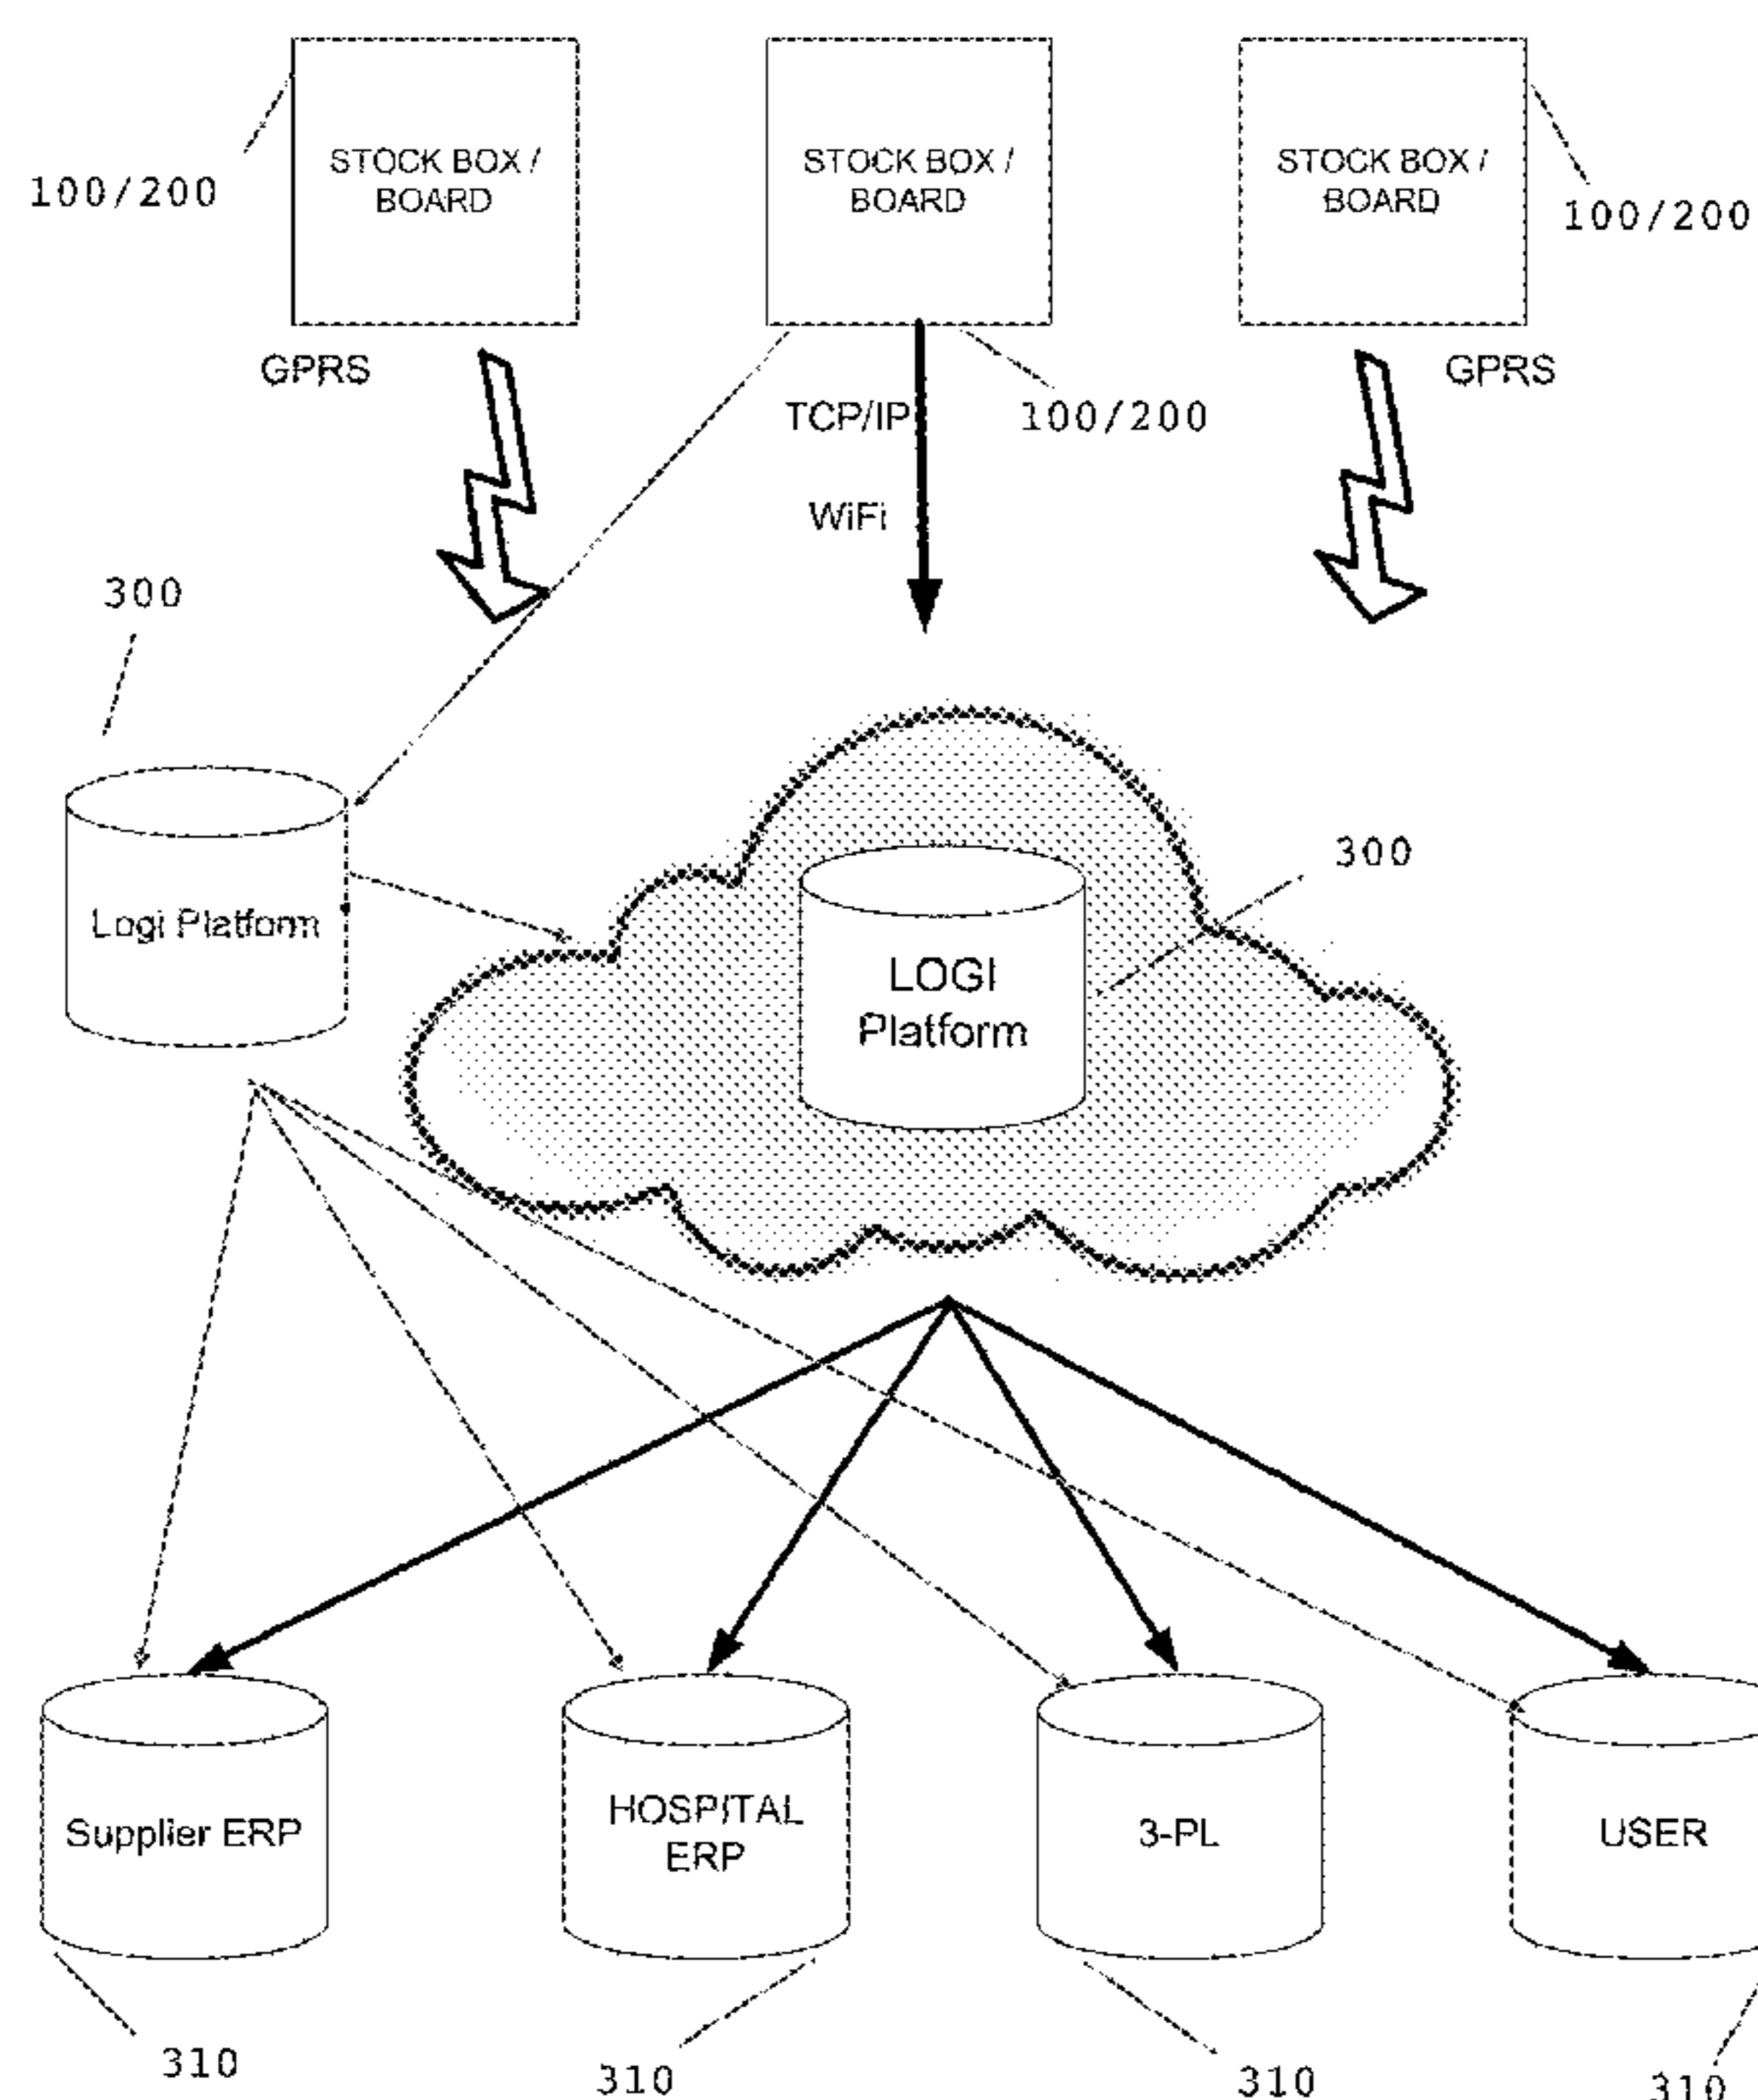 STOCK BOX /
BOARD
STOCK BOX /
BOARD
STOCK BOX /
BOARD
100/200
100/200
GPRS
GPRS
TCP/IP
100/200
WiFi
300
300
Logi Platform
LOGI
Platform
Supplier ERP
HOSPITAL
ERP
3-PL
USER
310
310
310
310